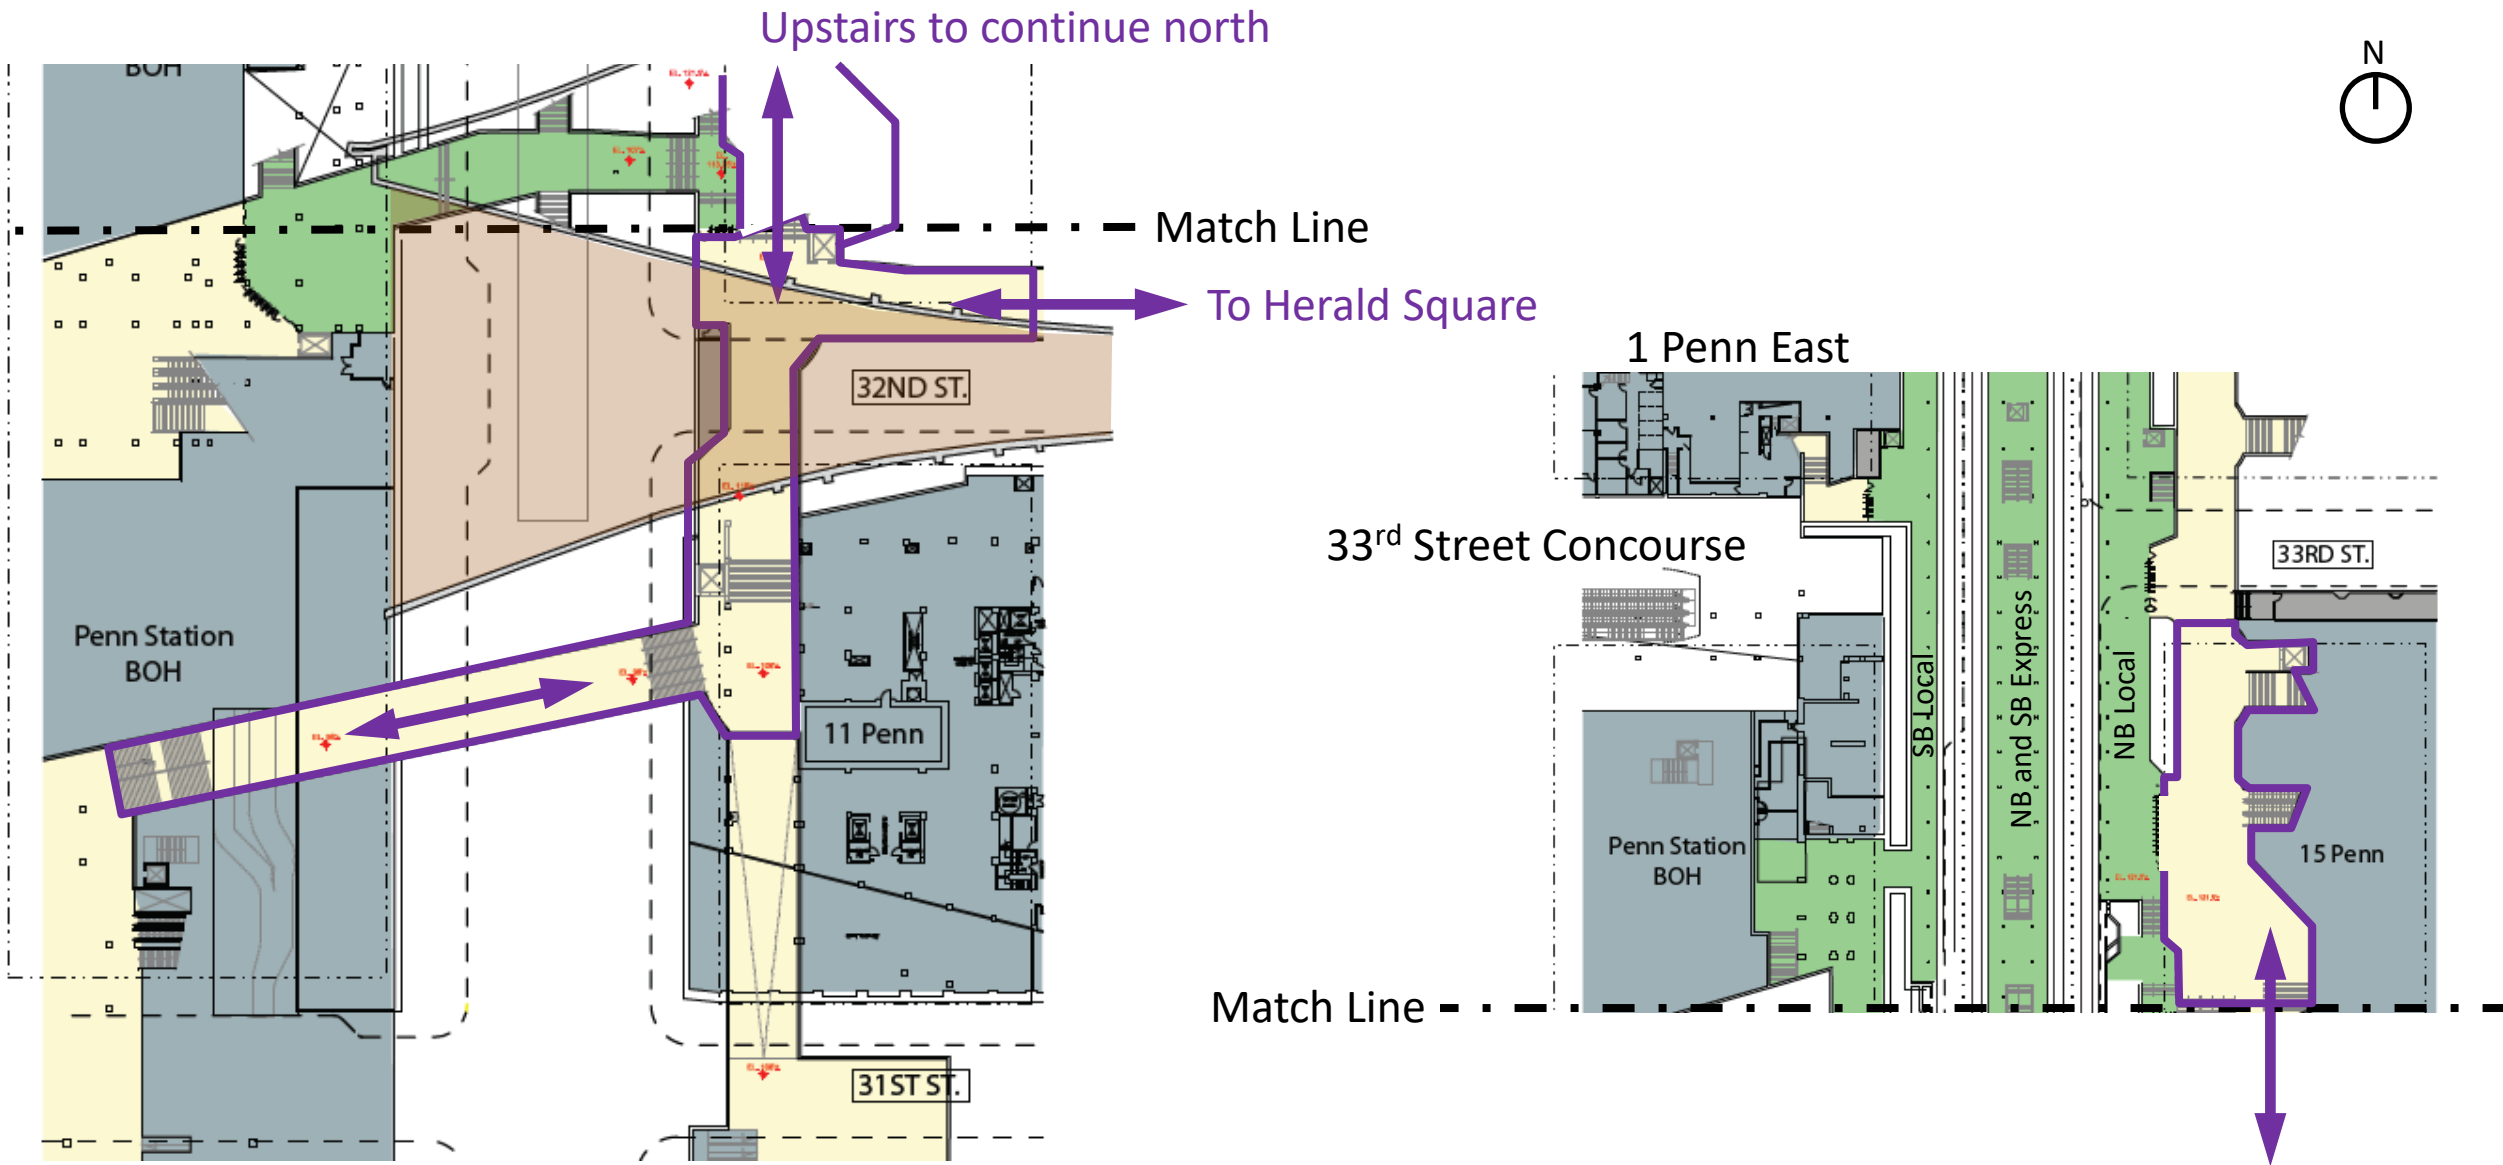 Upstairs to continue north
N
BOH
Match Line
To Herald Square
1 Penn East
32ND ST.
33rd Street Concourse
33RD ST.
Penn Station
BOH
SB Local
NB and SB Express
NB Local
11 Penn
Penn Station
BOH
15 Penn
Match Line
31ST ST.